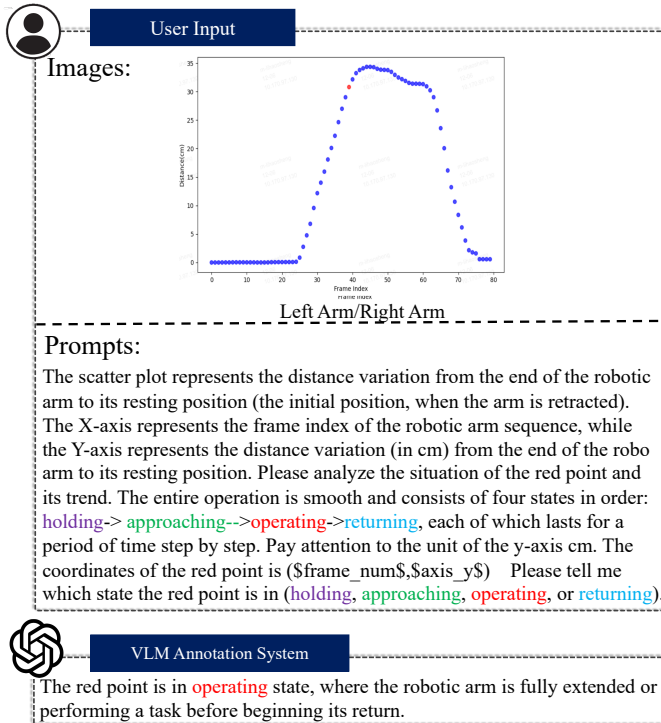 User Input
Images:
35
30
25
20
15
10
5
0
Distance(cm)
0 10 20 30 40 50 60 70 80
Frame Index
Frame Index
Left Arm/Right Arm
Prompts:
The scatter plot represents the distance variation from the end of the robotic
arm to its resting position (the initial position, when the arm is retracted).
The X-axis represents the frame index of the robotic arm sequence, while
the Y-axis represents the distance variation (in cm) from the end of the robo
arm to its resting position. Please analyze the situation of the red point and
its trend. The entire operation is smooth and consists of four states in order:
holding-> approaching-->operating->returning, each of which lasts for a
period of time step by step. Pay attention to the unit of the y-axis cm. The
coordinates of the red point is ($frame_num$,$axis_y$) Please tell me
which state the red point is in (holding, approaching, operating, or returning).
VLM Annotation System
The red point is in operating state, where the robotic arm is fully extended or
performing a task before beginning its return.